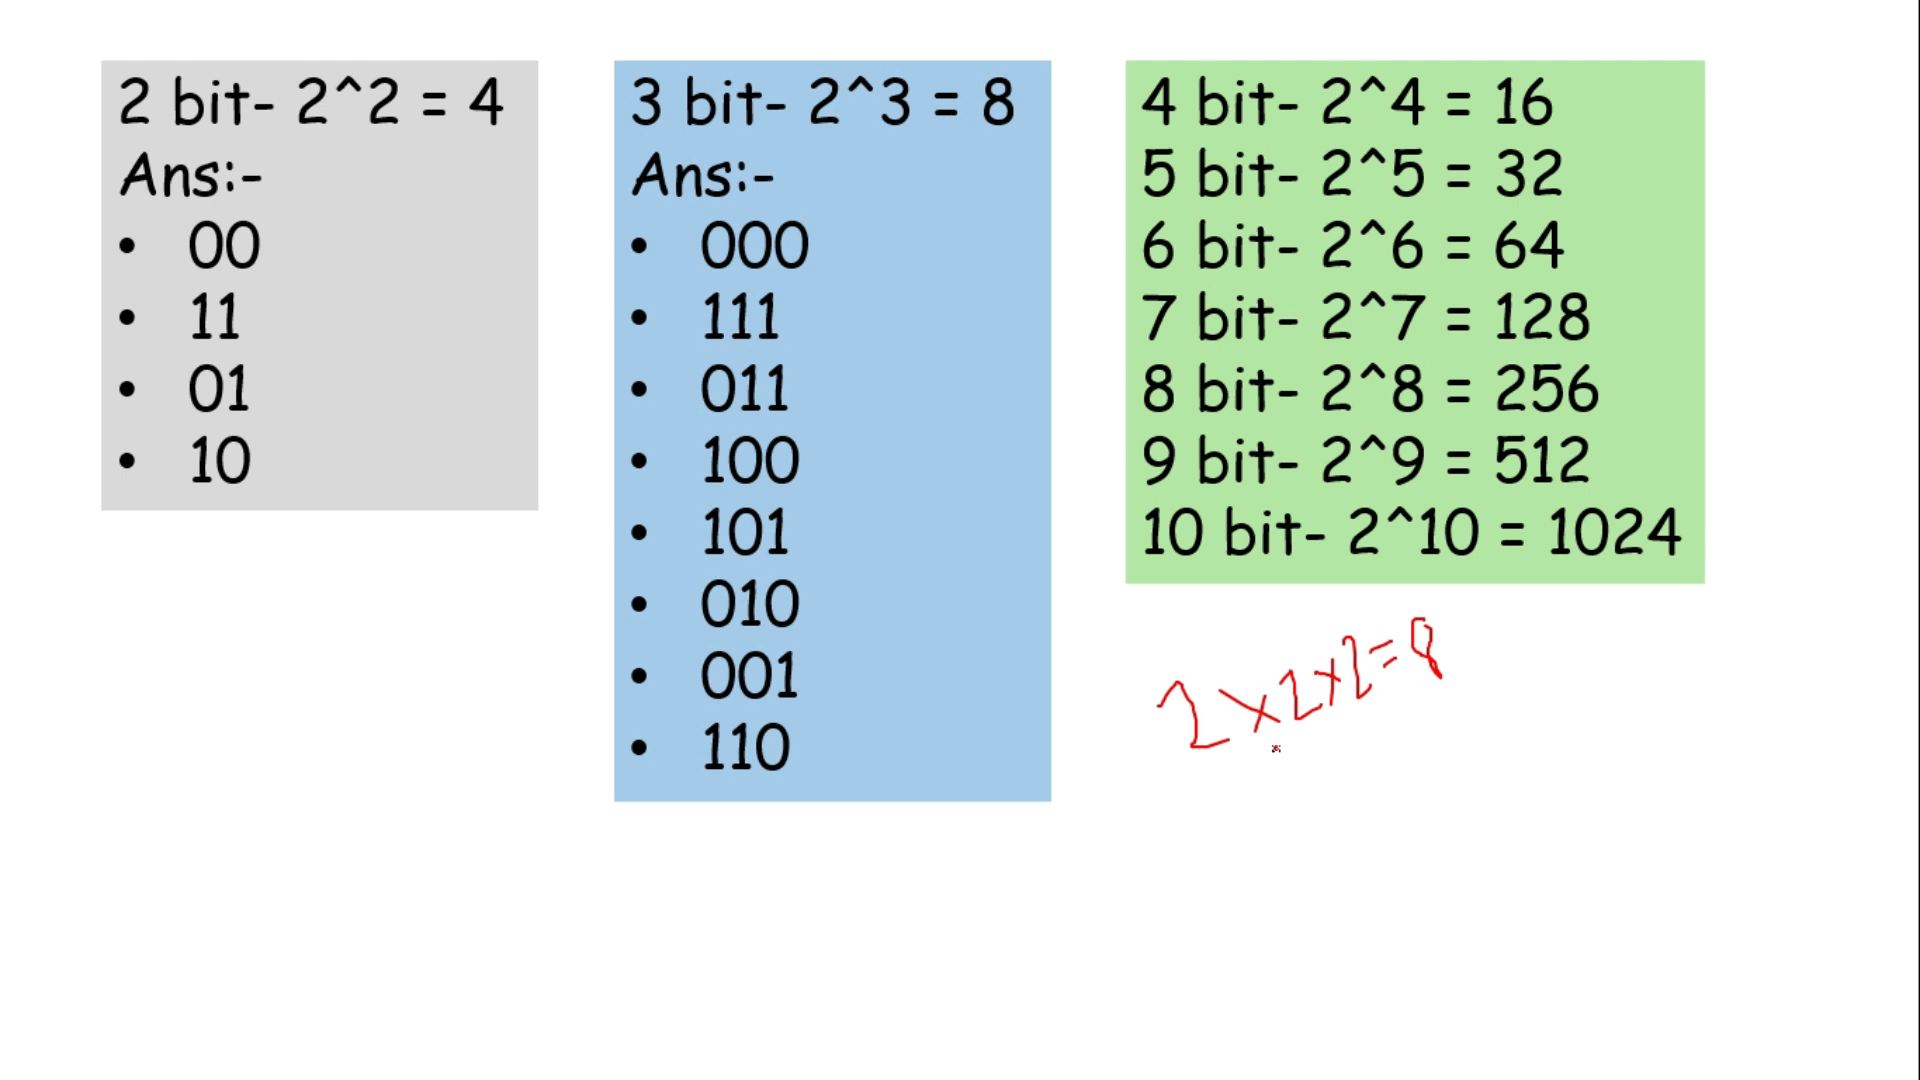 2 bit- 2^2 = 4
Ans:-
• 00
• 11
• 01
• 10
3 bit- 2^3 = 8
Ans:-
• 000
• 111
• 011
• 100
• 101
• 010
• 001
• 110
4 bit- 2^4 = 16
5 bit- 2^5 = 32
6 bit- 2^6 = 64
7 bit- 2^7 = 128
8 bit- 2^8 = 256
9 bit- 2^9 = 512
10 bit- 2^10 = 1024
2×2×2=8